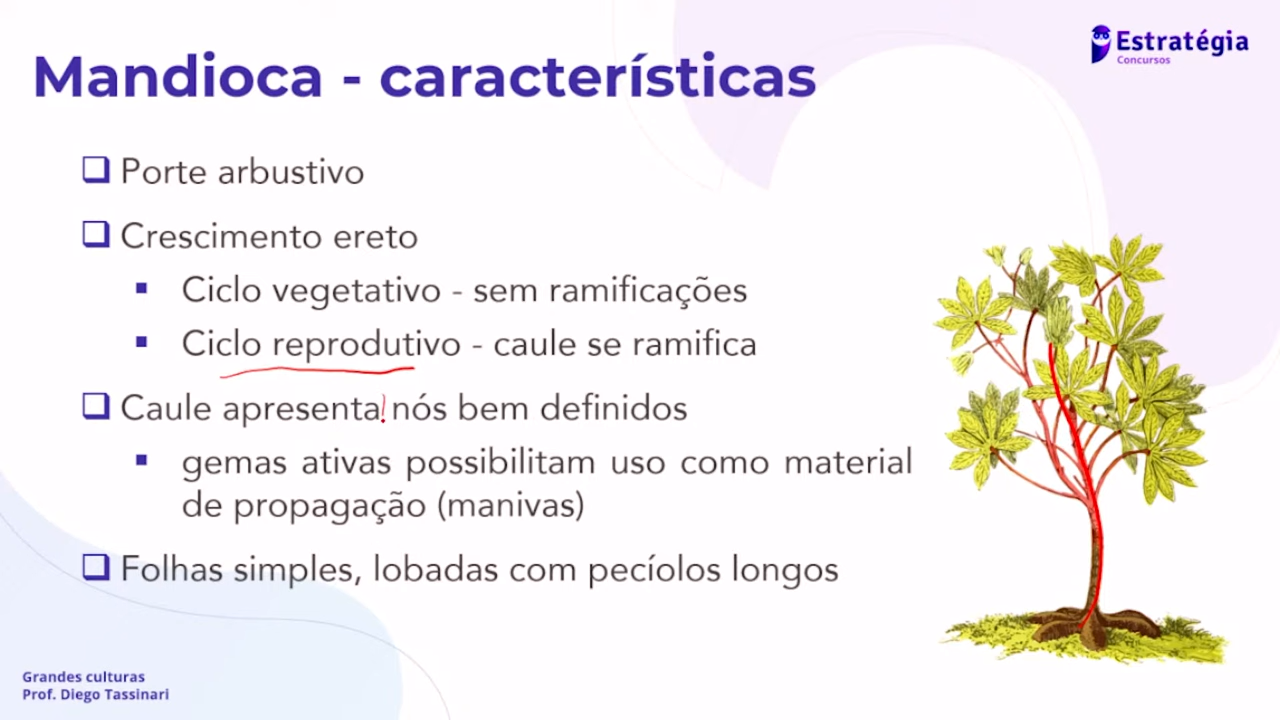 Estratégia
Concursos
Mandioca - características
Porte arbustivo
Crescimento ereto
Ciclo vegetativo - sem ramificações
Ciclo reprodutivo - caule se ramifica
Caule apresenta nós bem definidos
gemas ativas possibilitam uso como material
de propagação (manivas)
Folhas simples, lobadas com pecíolos longos
Grandes culturas
Prof. Diego Tassinari